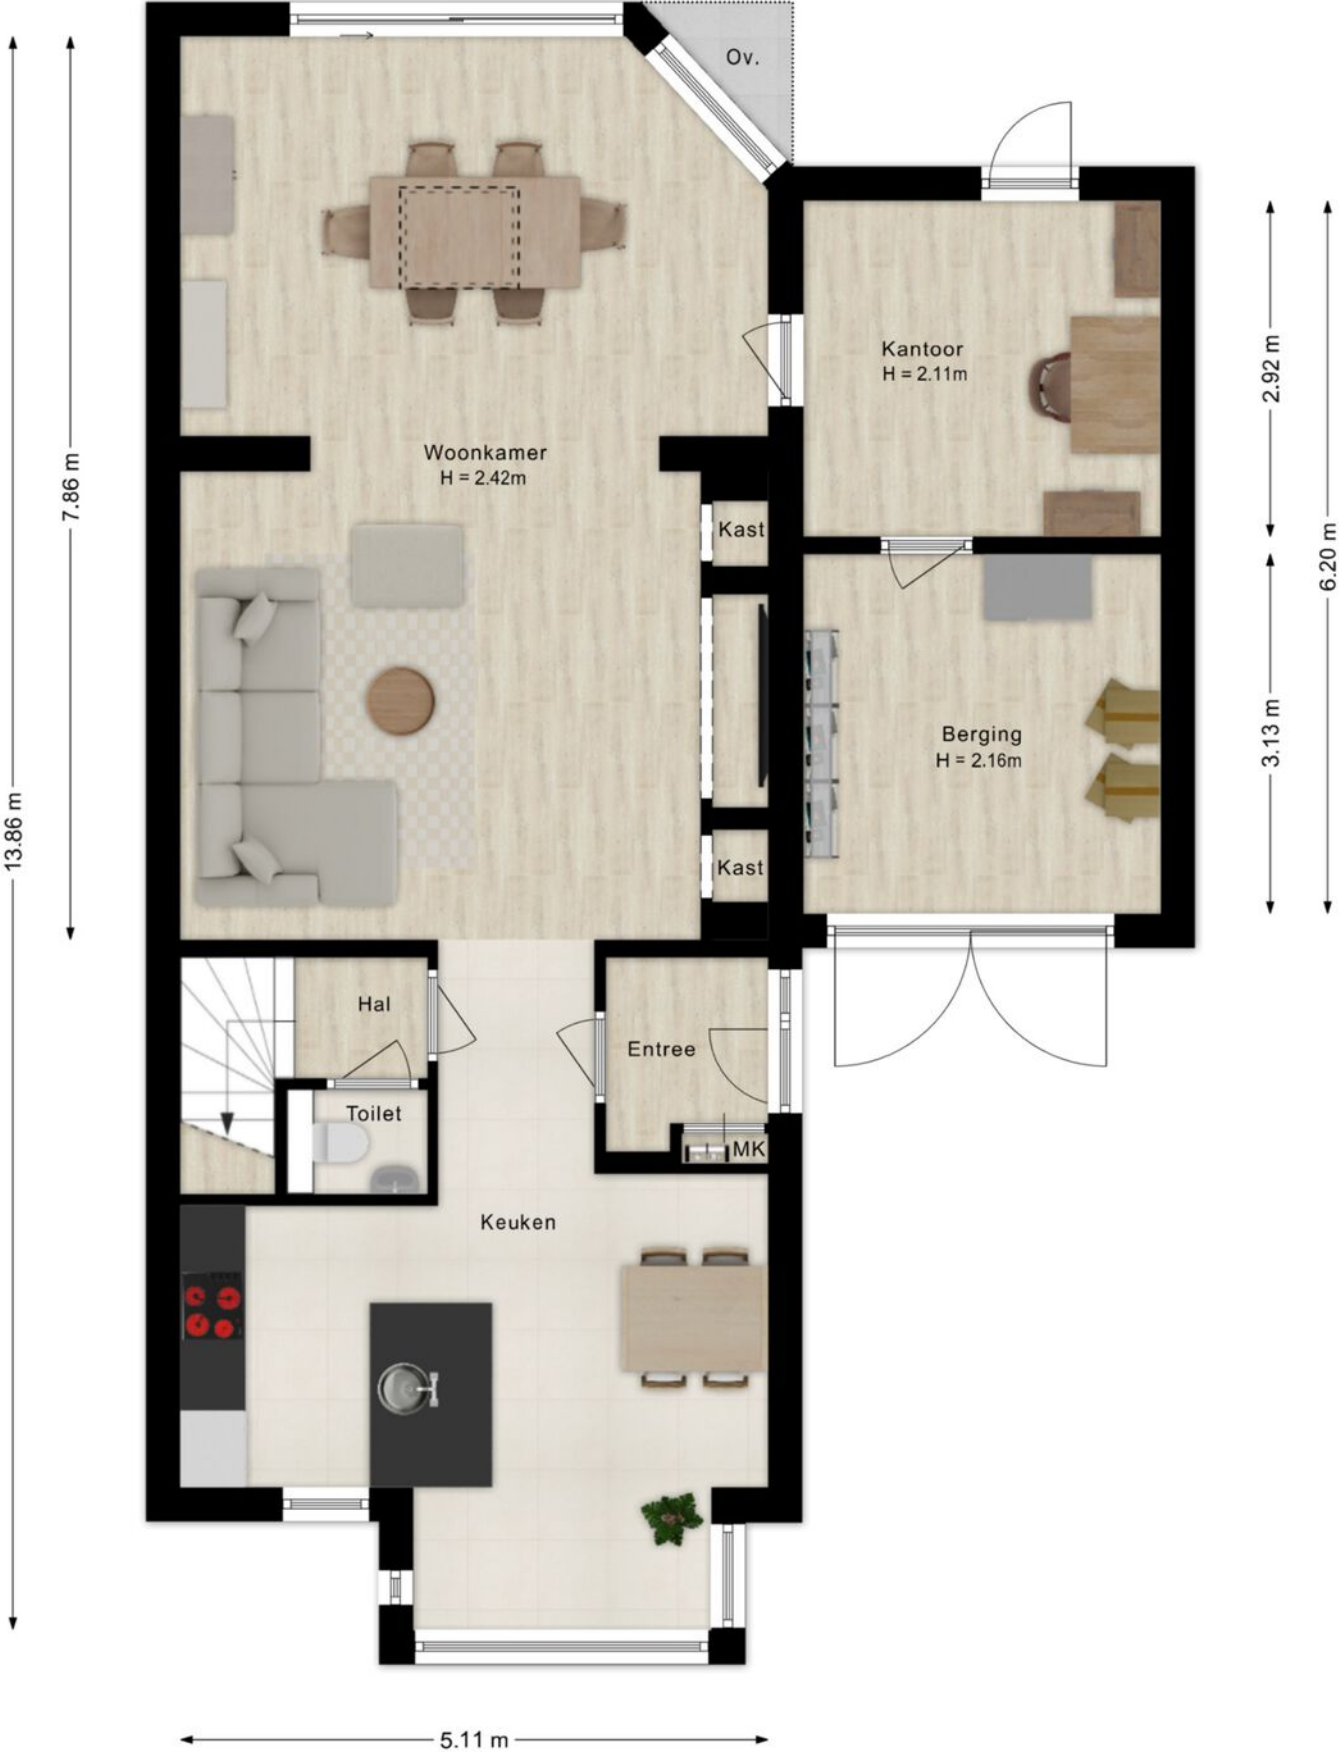 Ov.
Kantoor
H = 2.11m
2.92 m
Woonkamer
H = 2.42m
7.86 m
Kast
6.20 m
Berging
H = 2.16m
3.13 m
13.86 m
Kast
Hal
Entree
Toilet
MK
Keuken
5.11 m